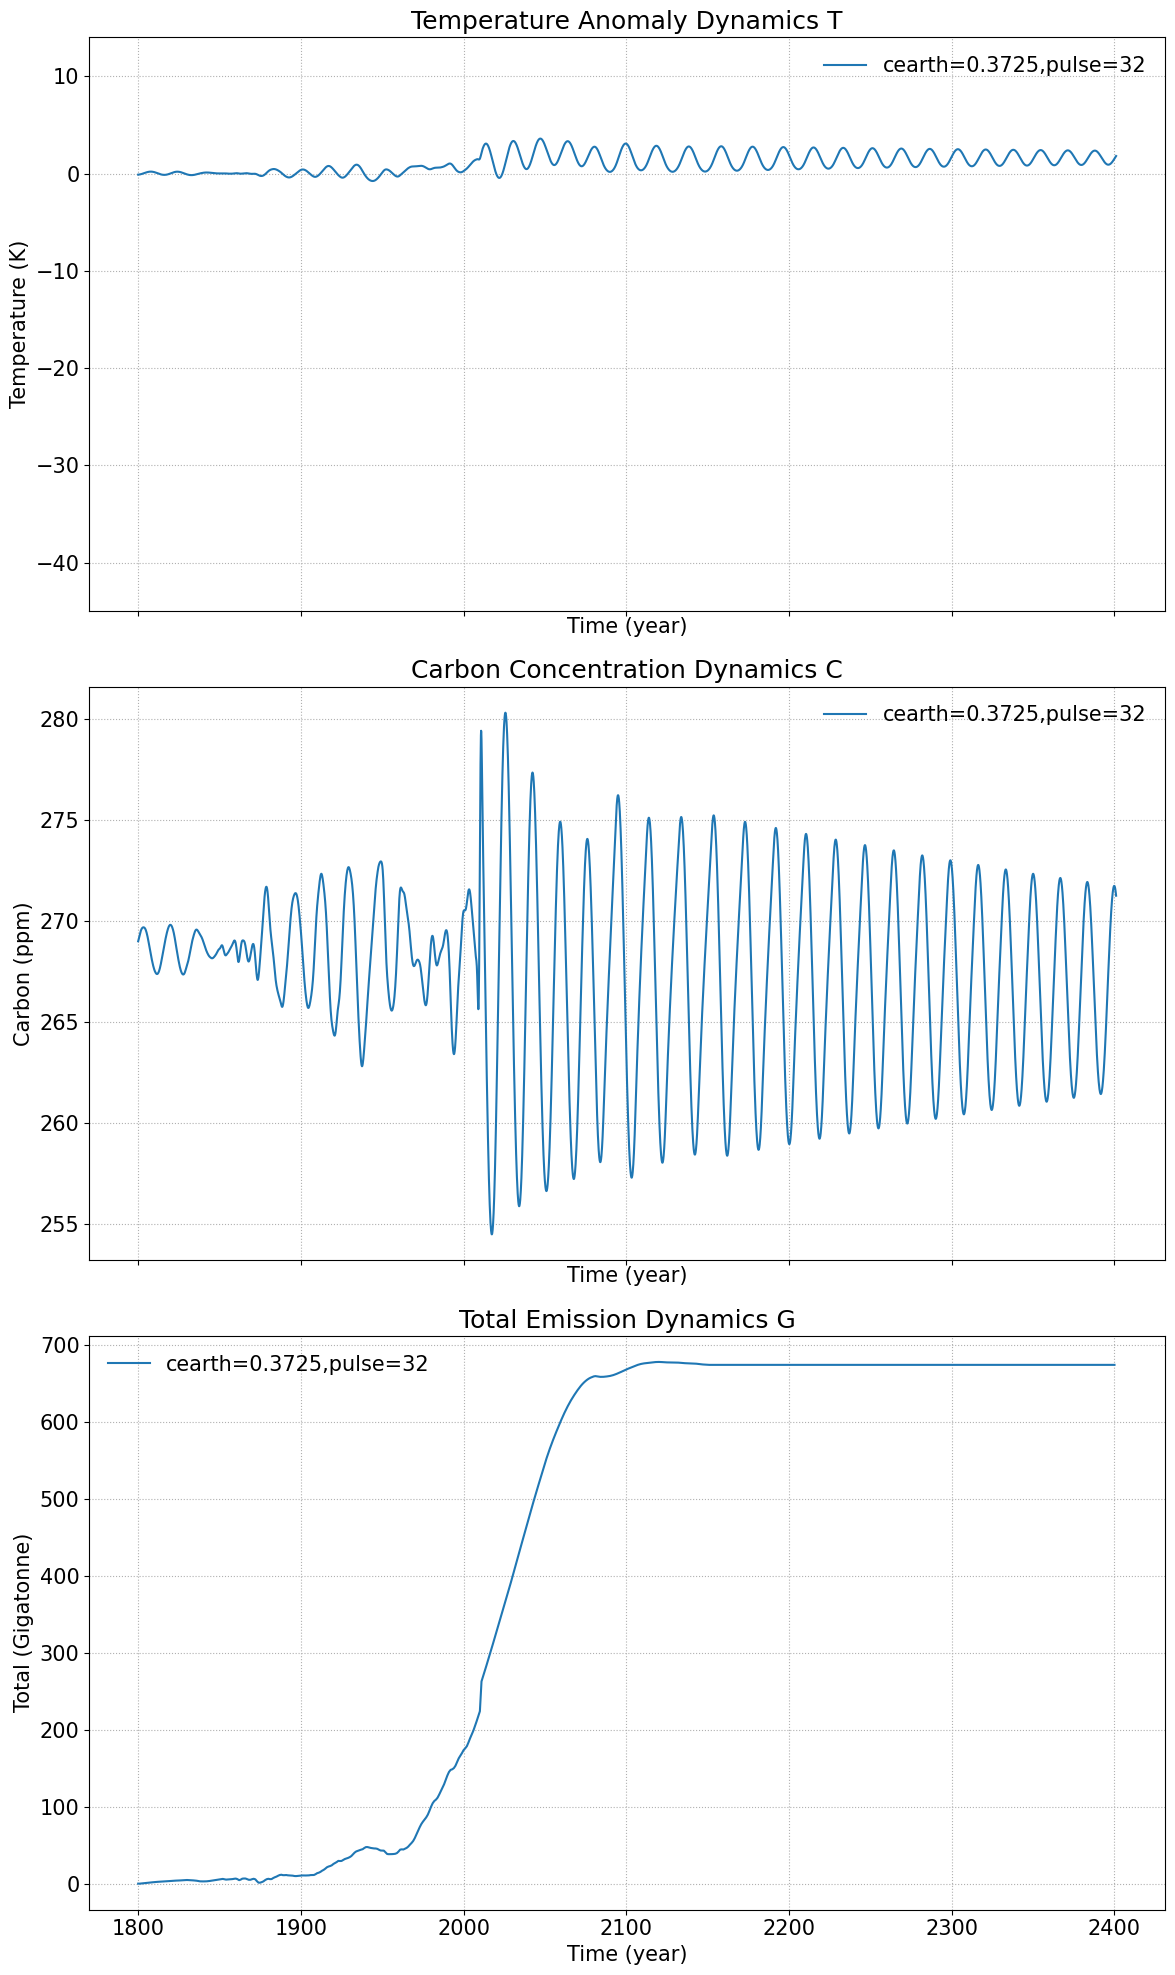 Temperature Anomaly Dynamics T
cearth=0.3725,pulse=32
10
0
−10
−20
−30
−40
Temperature (K)
Time (year)
Carbon Concentration Dynamics C
cearth=0.3725,pulse=32
280
275
270
265
260
255
Carbon (ppm)
Time (year)
Total Emission Dynamics G
cearth=0.3725,pulse=32
700
600
500
400
300
200
100
0
Total (Gigatonne)
1800 1900 2000 2100 2200 2300 2400
Time (year)